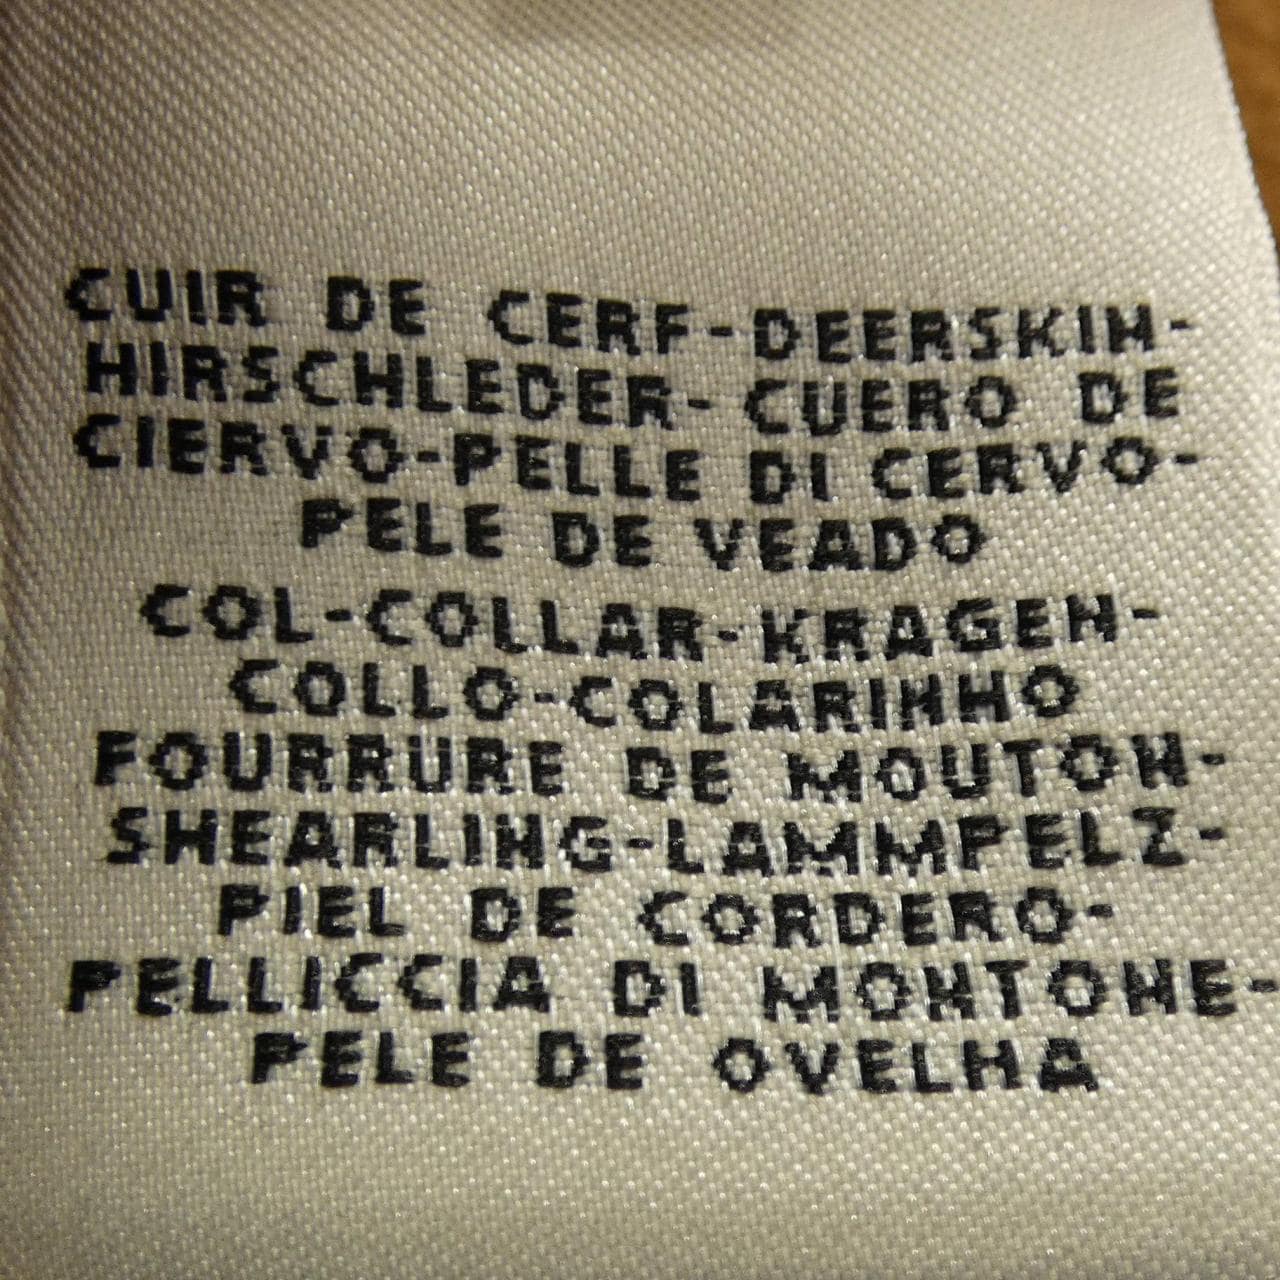 CUIR DE CERF-DEERSKIN-
HIRSCHLEDER-CUERO DE
CIERVO-PELLE DI CERVO-
PELE DE VEADO
COL-COLLAR-KRAGEN-
COLLO-COLARINHO
FOURRURE DE MOUTON-
SHEARLING-LAMMPELZ-
PIEL DE CORDERO-
PELLICCIA DI MONTONE-
PELE DE OVELHA